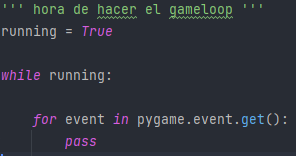 ''' hora de hacer el gameloop '''
running = True
while running:
for event in pygame.event.get():
pass